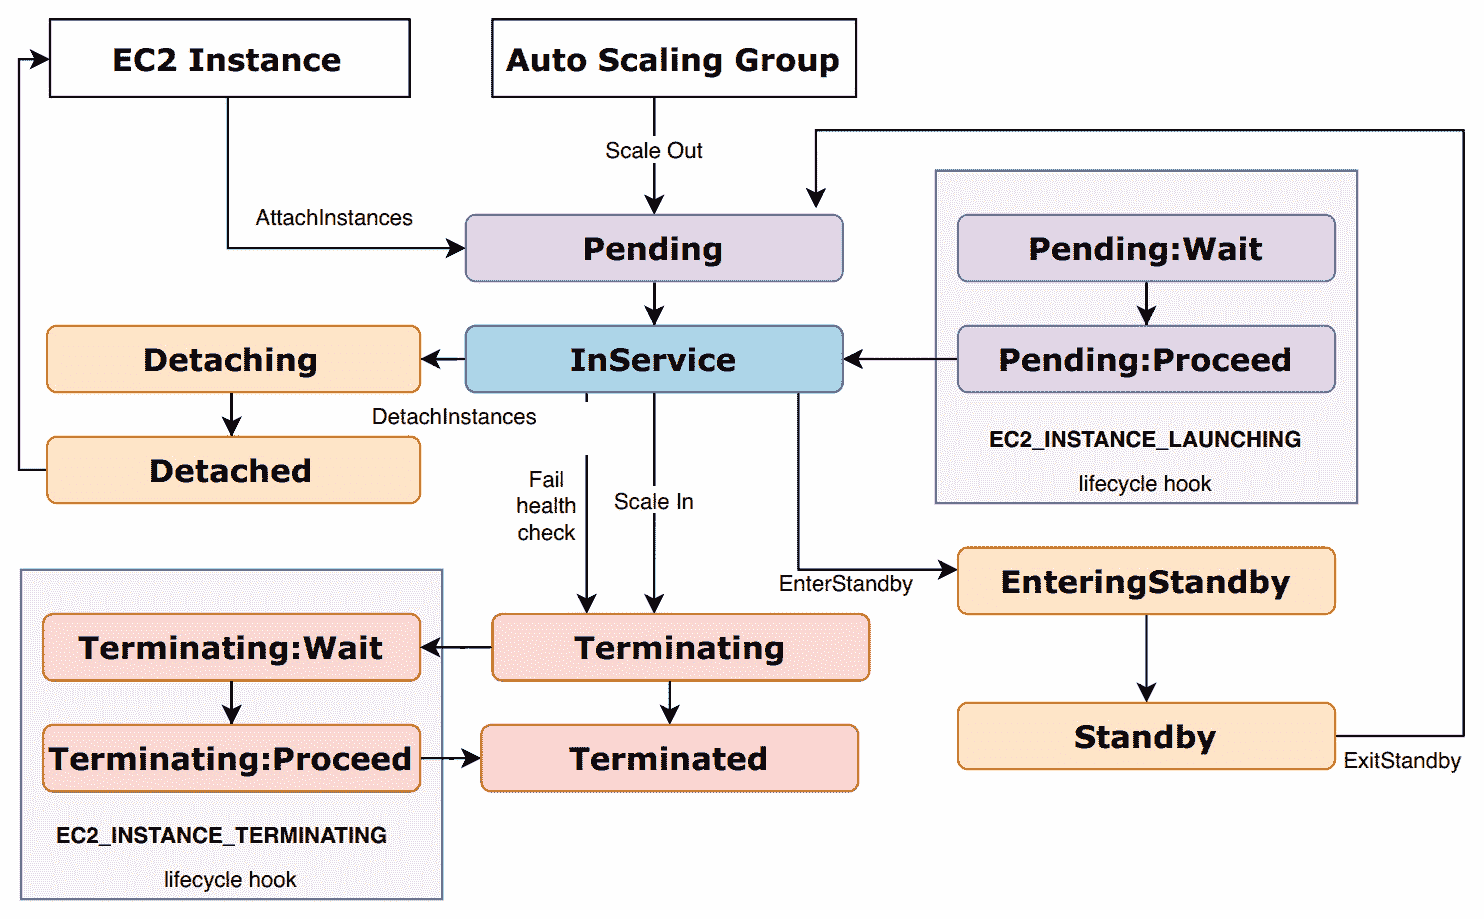 EC2 Instance
Auto Scaling Group
Scale Out
AttachInstances
Pending
Pending:Wait
Detaching
InService
Pending:Proceed
DetachInstances
EC2_INSTANCE_LAUNCHING
lifecycle hook
Detached
Fail
health
check
Scale In
EnterStandby
EnteringStandby
Terminating:Wait
Terminating
Standby
ExitStandby
Terminating:Proceed
Terminated
EC2_INSTANCE_TERMINATING
lifecycle hook